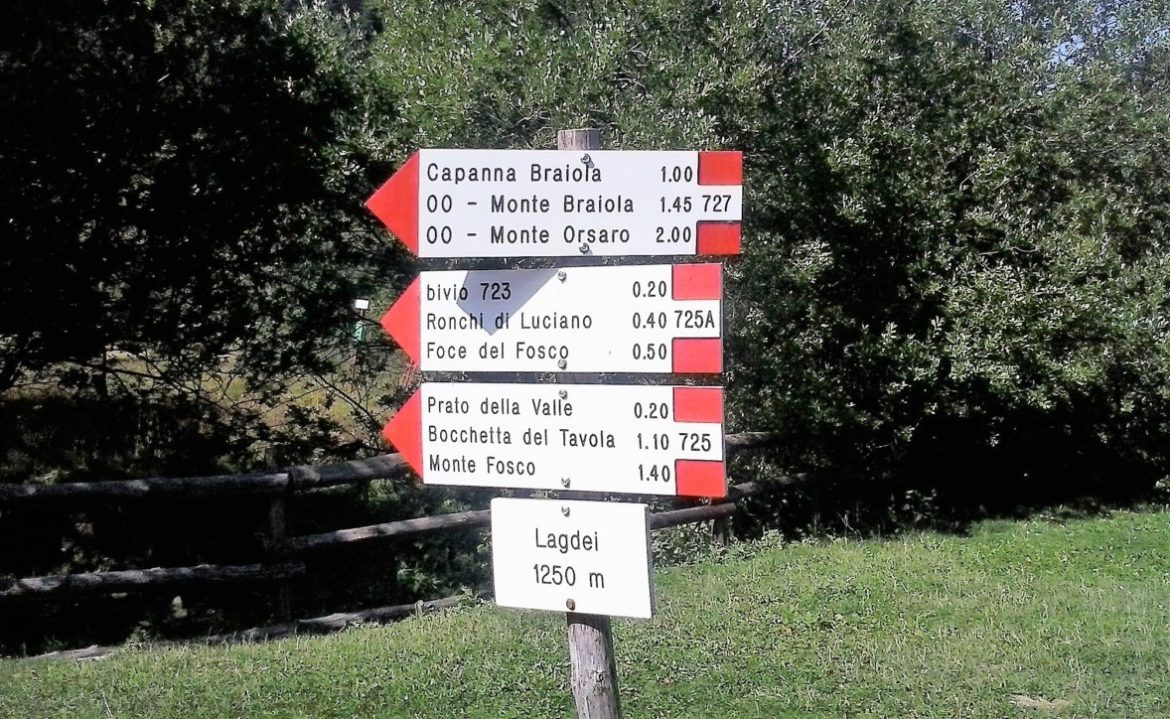 Capanna Braiola 1.00
00 - Monte Braiola 1.45 727
00 - Monte Orsaro 2.00
bivio 723 0.20
Ronchi di Luciano 0.40 725A
Foce del Fosco 0.50
Prato della Valle 0.20
Bocchetta del Tavola 1.10 725
Monte Fosco 1.40
Lagdei
1250 m